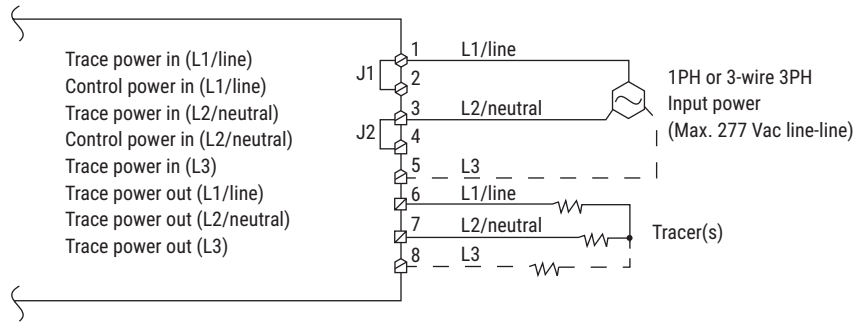 Trace power in (L1/line)
Control power in (L1/line)
Trace power in (L2/neutral)
Control power in (L2/neutral)
Trace power in (L3)
Trace power out (L1/line)
Trace power out (L2/neutral)
Trace power out (L3)
J1
J2
1
2
3
4
5
6
7
8
L1/line
L2/neutral
L3
L1/line
L2/neutral
L3
1PH or 3-wire 3PH
Input power
(Max. 277 Vac line-line)
Tracer(s)